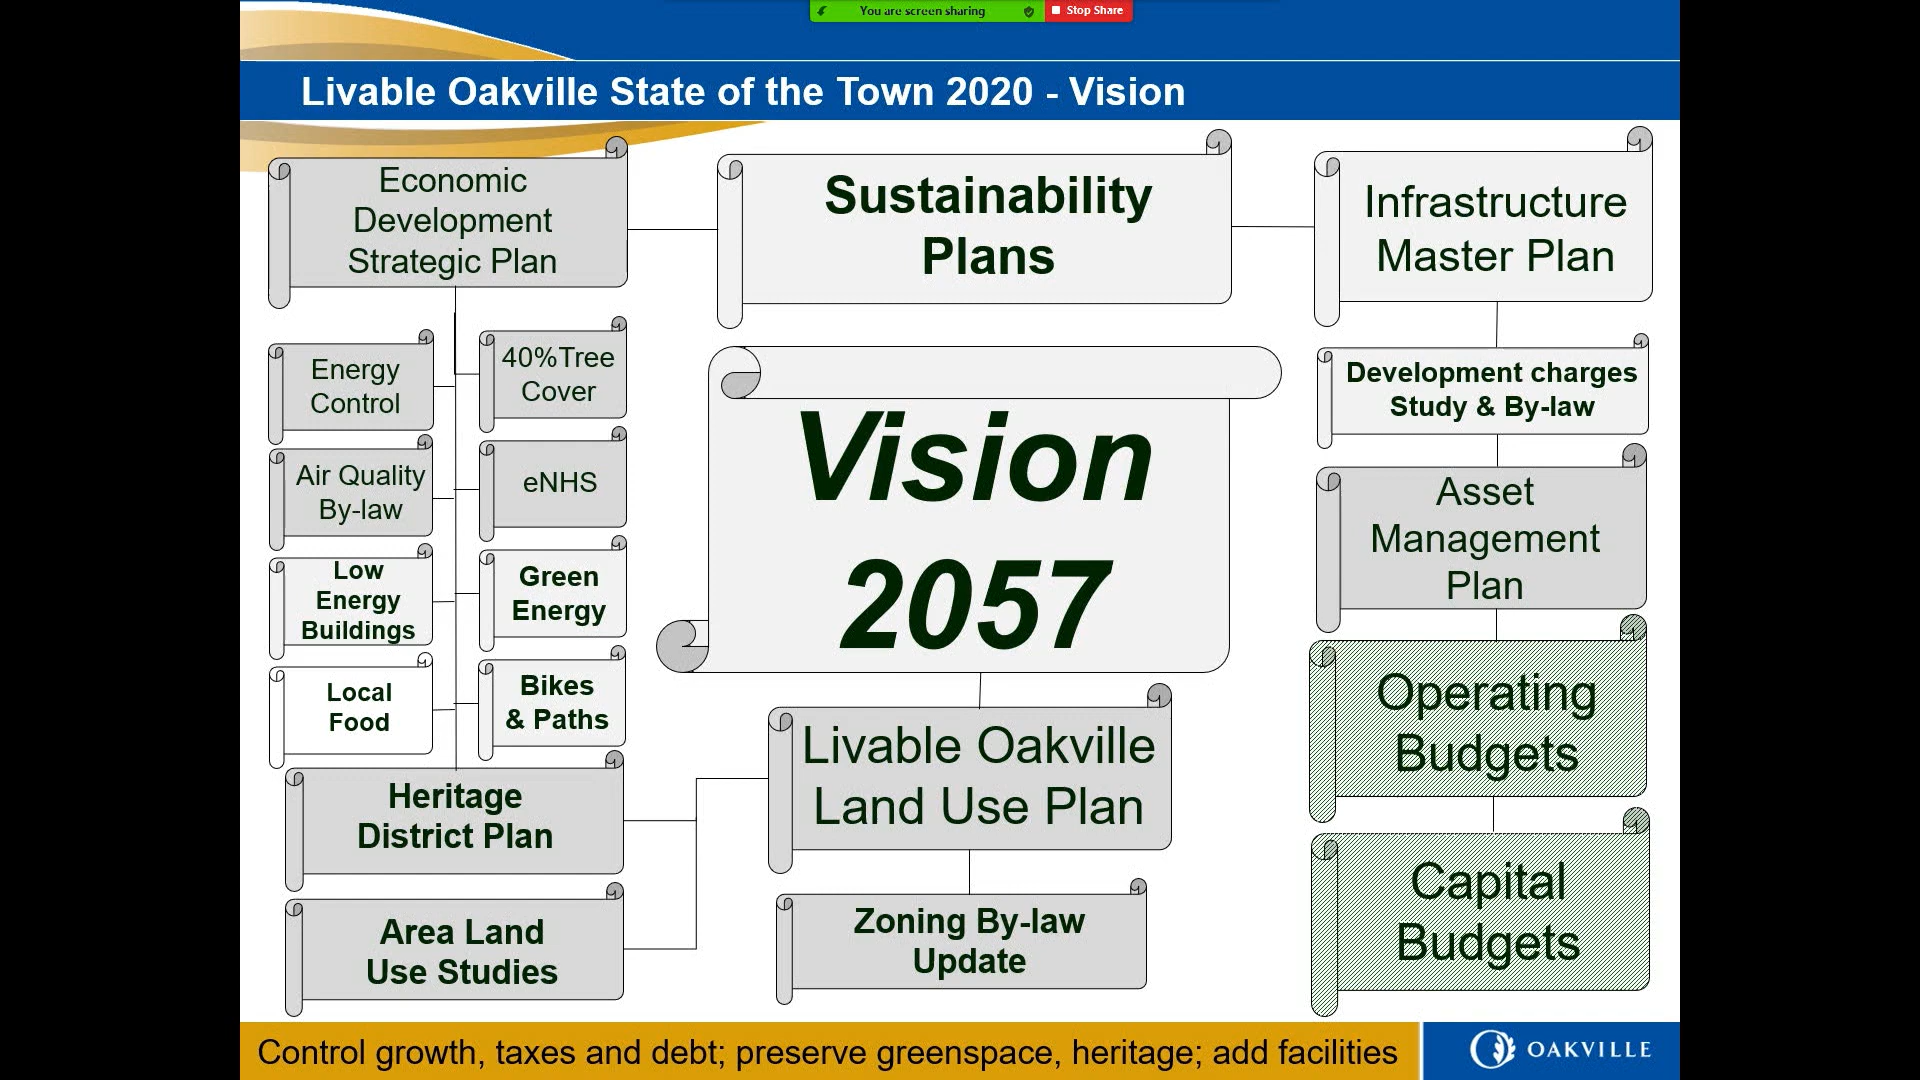 You are screen sharing
Stop Share
Livable Oakville State of the Town 2020 - Vision
Economic
Development
Strategic Plan
Sustainability
Plans
Infrastructure
Master Plan
Energy
Control
40%Tree
Cover
Air Quality
By-law
eNHS
Low
Energy
Buildings
Green
Energy
Local
Food
Bikes
& Paths
Heritage
District Plan
Area Land
Use Studies
Vision
2057
Livable Oakville
Land Use Plan
Zoning By-law
Update
Development charges
Study & By-law
Asset
Management
Plan
Operating
Budgets
Capital
Budgets
Control growth, taxes and debt; preserve greenspace, heritage; add facilities
OAKVILLE